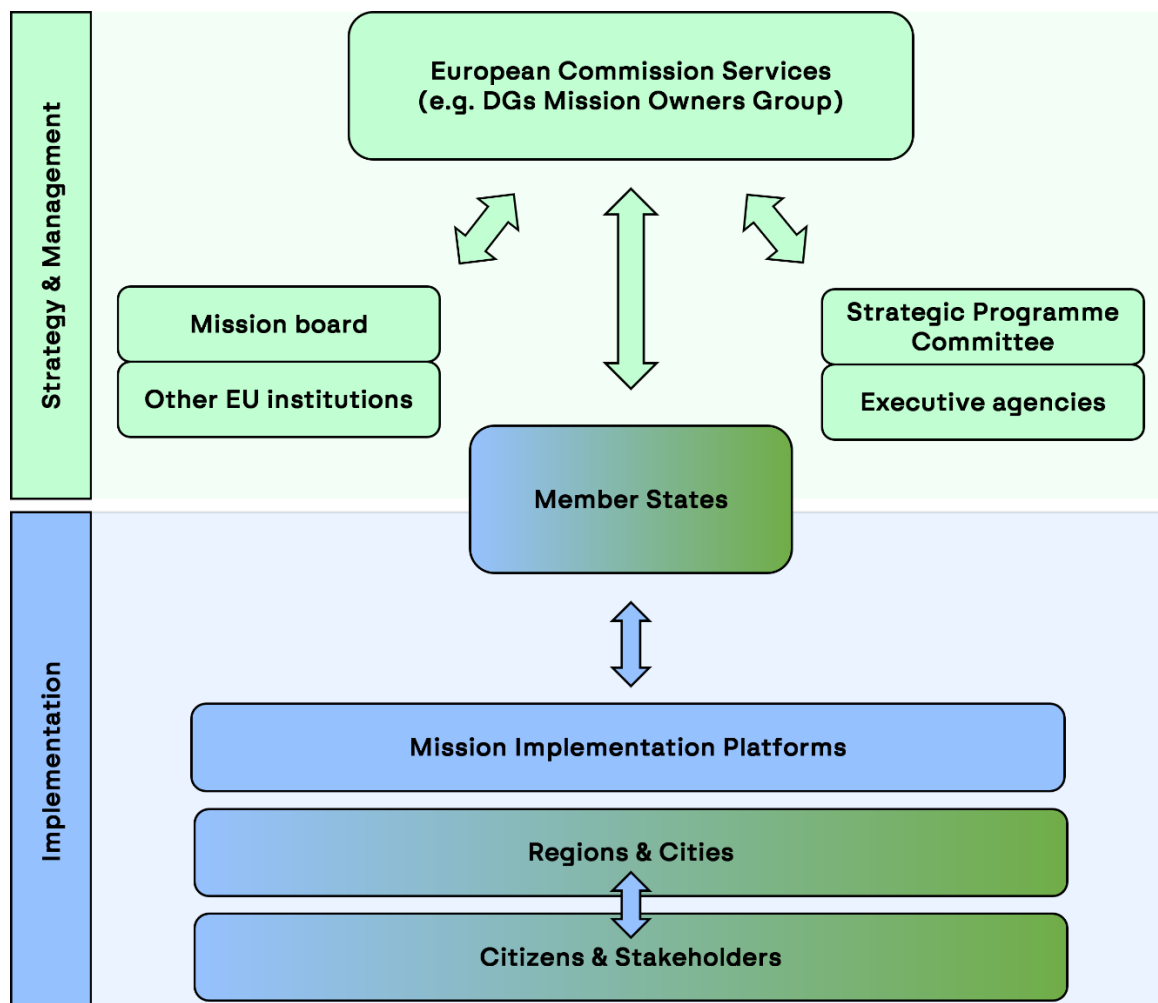 Strategy & Management
European Commission Services
(e.g. DGs Mission Owners Group)
Mission board
Other EU institutions
Strategic Programme
Committee
Executive agencies
Member States
Implementation
Mission Implementation Platforms
Regions & Cities
Citizens & Stakeholders